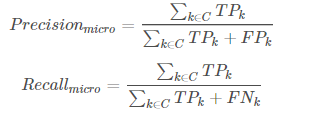 Precision_micro = ∑_{k∈C} TP_k / ∑_{k∈C} TP_k + FP_k
Recall_micro = ∑_{k∈C} TP_k / ∑_{k∈C} TP_k + FN_k